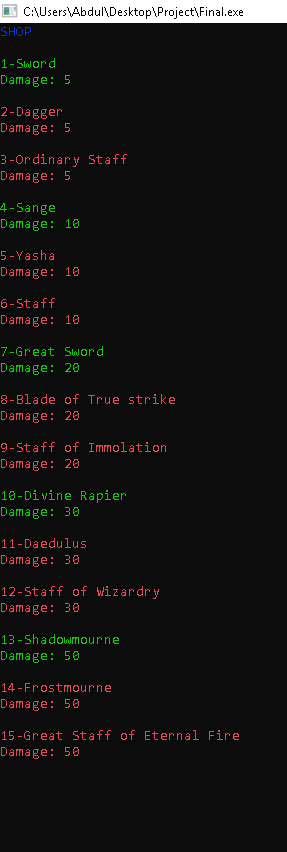 C:\Users\Abdul\Desktop\Project\Final.exe
SHOP
1-Sword
Damage: 5
2-Dagger
Damage: 5
3-Ordinary Staff
Damage: 5
4-Sange
Damage: 10
5-Yasha
Damage: 10
6-Staff
Damage: 10
7-Great Sword
Damage: 20
8-Blade of True strike
Damage: 20
9-Staff of Immolation
Damage: 20
10-Divine Rapier
Damage: 30
11-Daedulus
Damage: 30
12-Staff of Wizardry
Damage: 30
13-Shadowmourne
Damage: 50
14-Frostmourne
Damage: 50
15-Great Staff of Eternal Fire
Damage: 50